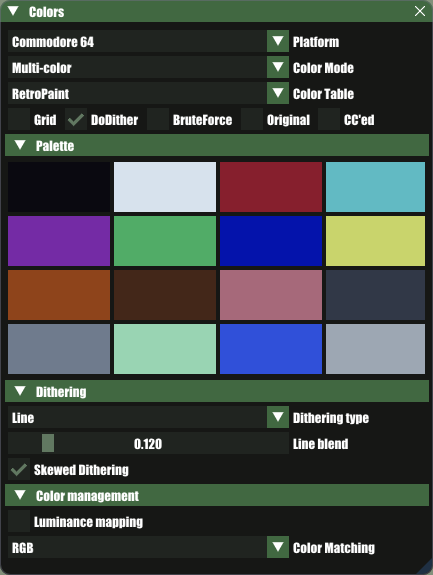 Colors
Commodore 64 Platform
Multi-color Color Mode
RetroPaint Color Table
Grid DoDither BruteForce Original CC'ed
Palette
Dithering
Line Dithering type
0.120 Line blend
Skewed Dithering
Color management
Luminance mapping
RGB Color Matching